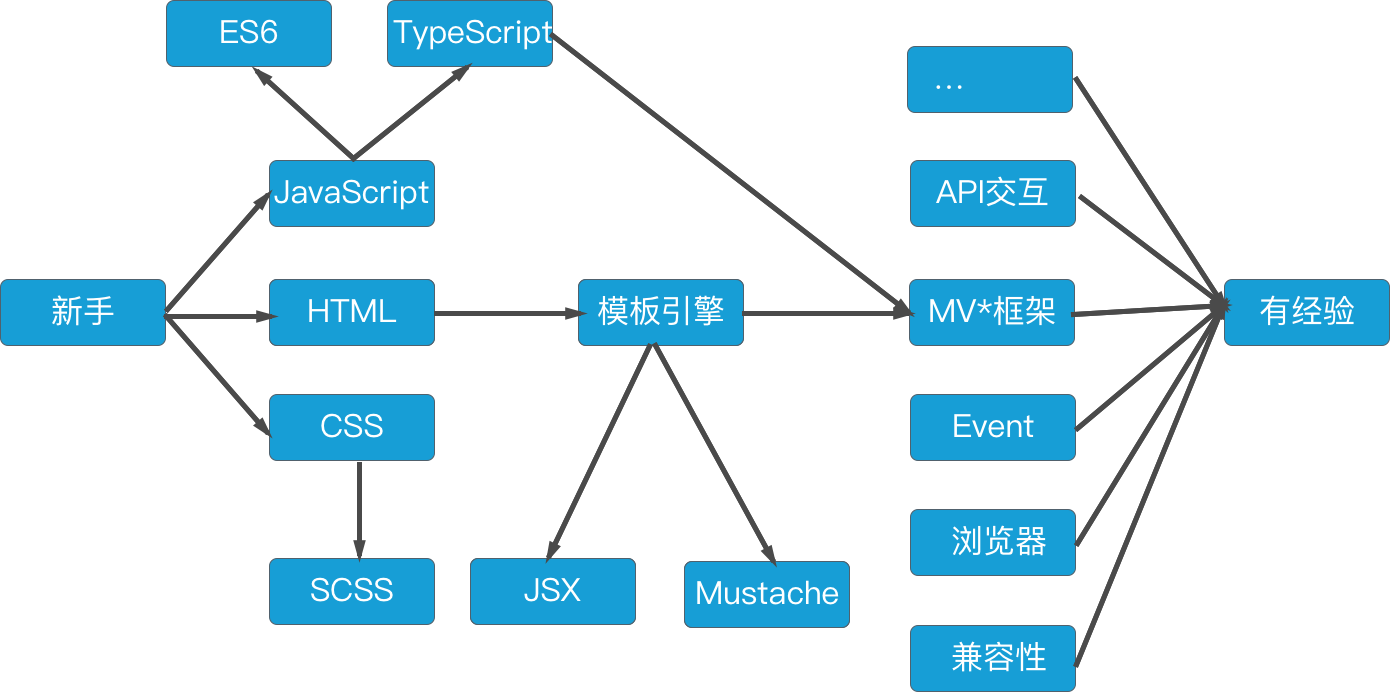 ES6
TypeScript
…
JavaScript
API交互
新手
HTML
模板引擎
MV*框架
有经验
CSS
Event
浏览器
SCSS
JSX
Mustache
兼容性